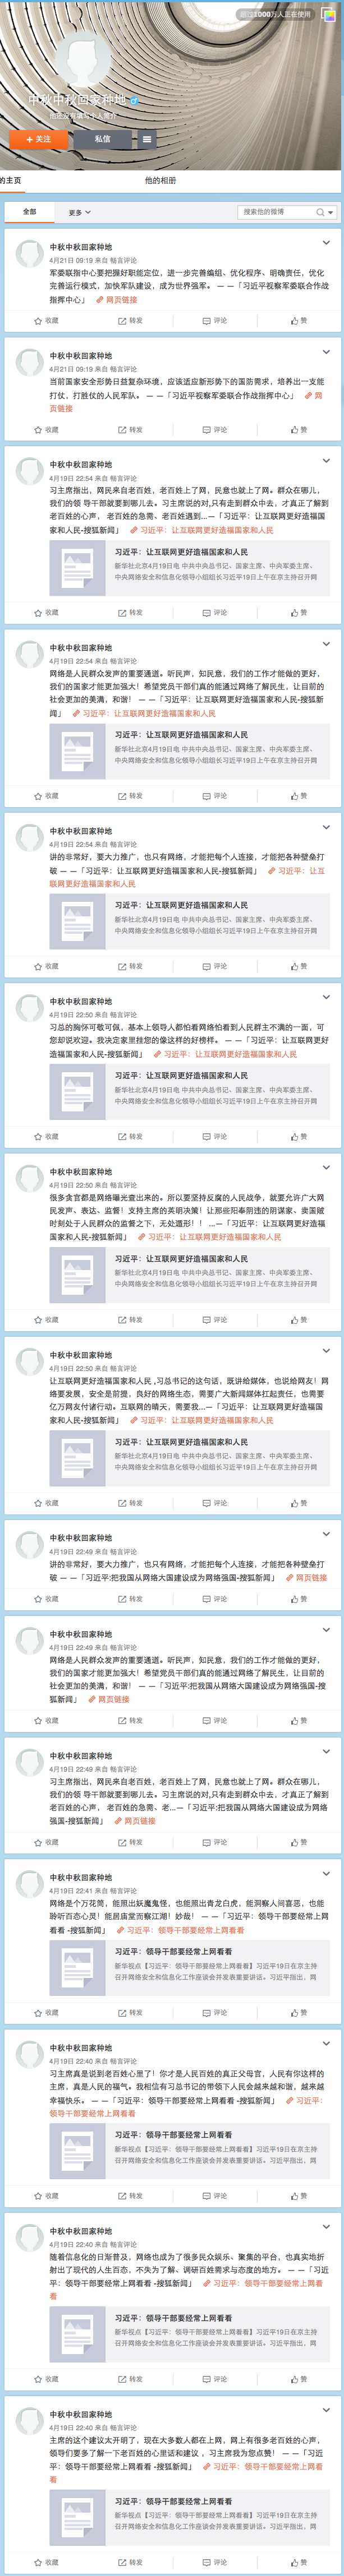 超过1000万人正在使用
中秋中秋回家种地
他还没有填写个人简介
+ 关注
私信
的主页
他的相册
全部
更多
搜索他的微博
中秋中秋回家种地
4月21日 09:19 来自 畅言评论
军委联指中心要把握好职能定位，进一步完善编组、优化程序、明确责任，优化
完善运行模式，加快军队建设，成为世界强军。 — —「习近平视察军委联合作战
指挥中心」 网页链接
收藏 转发 评论 赞
中秋中秋回家种地
4月21日 09:19 来自 畅言评论
当前国家安全形势日益复杂环境，应该适应新形势下的国防需求，培养出一支能
打仗，打胜仗的人民军队。 — —「习近平视察军委联合作战指挥中心」 网
页链接
收藏 转发 评论 赞
中秋中秋回家种地
4月19日 22:54 来自 畅言评论
习主席指出，网民来自老百姓，老百姓上了网，民意也就上了网。群众在哪儿，
我们的领 导干部就要到哪儿去。习主席说的对,只有走到群众中去，才真正了解到
老百姓的心声， 老百姓的急需、老百姓遇到...—「习近平：让互联网更好造福国
家和人民-搜狐新闻」 习近平：让互联网更好造福国家和人民
习近平：让互联网更好造福国家和人民
新华社北京4月19日电 中共中央总书记、国家主席、中央军委主席、
中央网络安全和信息化领导小组组长习近平19日上午在京主持召开网
收藏 转发 评论 赞
中秋中秋回家种地
4月19日 22:54 来自 畅言评论
网络是人民群众发声的重要通道。听民声，知民意，我们的工作才能做的更好，
我们的国家才能更加强大！希望党员干部们真的能通过网络了解民生，让目前的
社会更加的美满，和谐！ — —「习近平：让互联网更好造福国家和人民-搜狐新
闻」 习近平：让互联网更好造福国家和人民
习近平：让互联网更好造福国家和人民
新华社北京4月19日电 中共中央总书记、国家主席、中央军委主席、
中央网络安全和信息化领导小组组长习近平19日上午在京主持召开网
收藏 转发 评论 赞
中秋中秋回家种地
4月19日 22:54 来自 畅言评论
讲的非常好，要大力推广，也只有网络，才能把每个人连接，才能把各种壁垒打
破 — —「习近平：让互联网更好造福国家和人民-搜狐新闻」 习近平：让互
联网更好造福国家和人民
习近平：让互联网更好造福国家和人民
新华社北京4月19日电 中共中央总书记、国家主席、中央军委主席、
中央网络安全和信息化领导小组组长习近平19日上午在京主持召开网
收藏 转发 评论 赞
中秋中秋回家种地
4月19日 22:50 来自 畅言评论
习总的胸怀可敬可佩，基本上领导人都怕看网络怕看到人民群主不满的一面，可
您却说欢迎。我决定家里挂您的像这样的好榜样。 — —「习近平：让互联网更好
造福国家和人民-搜狐新闻」 习近平：让互联网更好造福国家和人民
习近平：让互联网更好造福国家和人民
新华社北京4月19日电 中共中央总书记、国家主席、中央军委主席、
中央网络安全和信息化领导小组组长习近平19日上午在京主持召开网
收藏 转发 评论 赞
中秋中秋回家种地
4月19日 22:50 来自 畅言评论
很多贪官都是网络曝光查出来的。所以要坚持反腐的人民战争，就要允许广大网
民发声、表达、监督！支持主席的英明决策！让那些阳奉阴违的阴谋家、卖国贼
时刻处于人民群众的监督之下，无处遁形！！ ...—「习近平：让互联网更好造福
国家和人民-搜狐新闻」 习近平：让互联网更好造福国家和人民
习近平：让互联网更好造福国家和人民
新华社北京4月19日电 中共中央总书记、国家主席、中央军委主席、
中央网络安全和信息化领导小组组长习近平19日上午在京主持召开网
收藏 转发 评论 赞
中秋中秋回家种地
4月19日 22:50 来自 畅言评论
让互联网更好造福国家和人民 ,习总书记的这句话，既讲给媒体，也说给网友！网
络要发展，安全是前提，良好的网络生态，需要广大新闻媒体扛起责任，也需要
亿万网友付诸行动。互联网的晴天，需要我...—「习近平：让互联网更好造福国
家和人民-搜狐新闻」 习近平：让互联网更好造福国家和人民
习近平：让互联网更好造福国家和人民
新华社北京4月19日电 中共中央总书记、国家主席、中央军委主席、
中央网络安全和信息化领导小组组长习近平19日上午在京主持召开网
收藏 转发 评论 赞
中秋中秋回家种地
4月19日 22:49 来自 畅言评论
讲的非常好，要大力推广，也只有网络，才能把每个人连接，才能把各种壁垒打
破 — —「习近平:把我国从网络大国建设成为网络强国-搜狐新闻」 网页链接
收藏 转发 评论 赞
中秋中秋回家种地
4月19日 22:49 来自 畅言评论
网络是人民群众发声的重要通道。听民声，知民意，我们的工作才能做的更好，
我们的国家才能更加强大！希望党员干部们真的能通过网络了解民生，让目前的
社会更加的美满，和谐！ — —「习近平:把我国从网络大国建设成为网络强国-搜
狐新闻」 网页链接
收藏 转发 评论 赞
中秋中秋回家种地
4月19日 22:49 来自 畅言评论
习主席指出，网民来自老百姓，老百姓上了网，民意也就上了网。群众在哪儿，
我们的领 导干部就要到哪儿去。习主席说的对,只有走到群众中去，才真正了解到
老百姓的心声， 老百姓的急需、老...—「习近平:把我国从网络大国建设成为网络
强国-搜狐新闻」 网页链接
收藏 转发 评论 赞
中秋中秋回家种地
4月19日 22:41 来自 畅言评论
网络是个万花筒，能照出妖魔鬼怪，也能照出青龙白虎，能洞察人间喜恶，也能
聆听百态心灵！能居庙堂而察江湖！妙哉！ — —「习近平：领导干部要经常上网
看看 -搜狐新闻」 习近平：领导干部要经常上网看看
习近平：领导干部要经常上网看看
新华视点【习近平：领导干部要经常上网看看】习近平19日在京主持
召开网络安全和信息化工作座谈会并发表重要讲话。习近平指出，网
收藏 转发 评论 赞
中秋中秋回家种地
4月19日 22:40 来自 畅言评论
习主席真是说到老百姓心里了！你才是人民百姓的真正父母官，人民有你这样的
主席，真是人民的福气。我相信有习总书记的带领下人民会越来越和谐，越来越
幸福快乐。 — —「习近平：领导干部要经常上网看看 -搜狐新闻」 习近平：
领导干部要经常上网看看
习近平：领导干部要经常上网看看
新华视点【习近平：领导干部要经常上网看看】习近平19日在京主持
召开网络安全和信息化工作座谈会并发表重要讲话。习近平指出，网
收藏 转发 评论 赞
中秋中秋回家种地
4月19日 22:40 来自 畅言评论
随着信息化的日渐普及，网络也成为了很多民众娱乐、聚集的平台，也真实地折
射出了现代的人生百态，不失为了解、调研百姓需求与态度的地方。 — —「习近
平：领导干部要经常上网看看 -搜狐新闻」 习近平：领导干部要经常上网看
看
习近平：领导干部要经常上网看看
新华视点【习近平：领导干部要经常上网看看】习近平19日在京主持
召开网络安全和信息化工作座谈会并发表重要讲话。习近平指出，网
收藏 转发 评论 赞
中秋中秋回家种地
4月19日 22:40 来自 畅言评论
主席的这个建议太开明了，现在大多数人都在上网，网上有很多老百姓的心声，
领导们要多了解一下老百姓的心里话和建议 ，习主席我为您点赞！ — —「习近
平：领导干部要经常上网看看 -搜狐新闻」 习近平：领导干部要经常上网看
看
习近平：领导干部要经常上网看看
新华视点【习近平：领导干部要经常上网看看】习近平19日在京主持
召开网络安全和信息化工作座谈会并发表重要讲话。习近平指出，网
收藏 转发 评论 赞